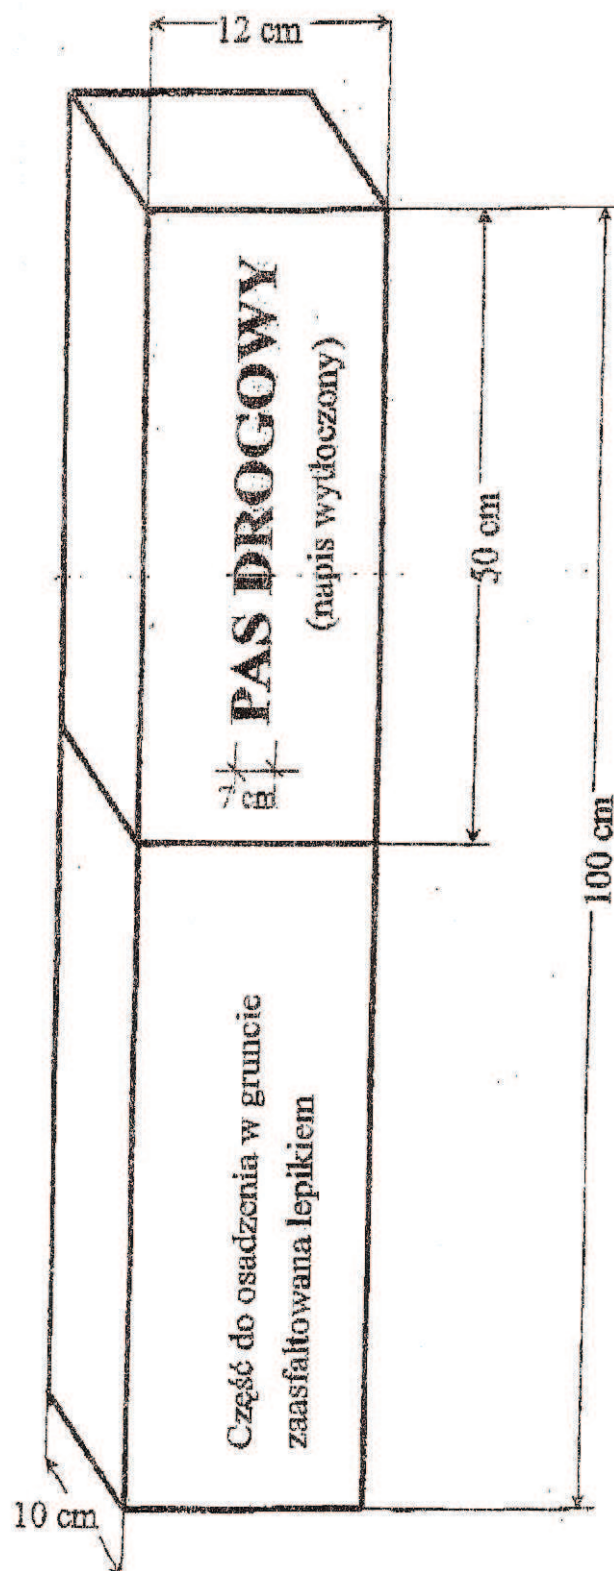 12 cm
PAS DROGOWY
(napis wytłoczony)
7 cm
50 cm
100 cm
Część do osadzenia w gruncie
zaasfaltowana lepikiem
10 cm